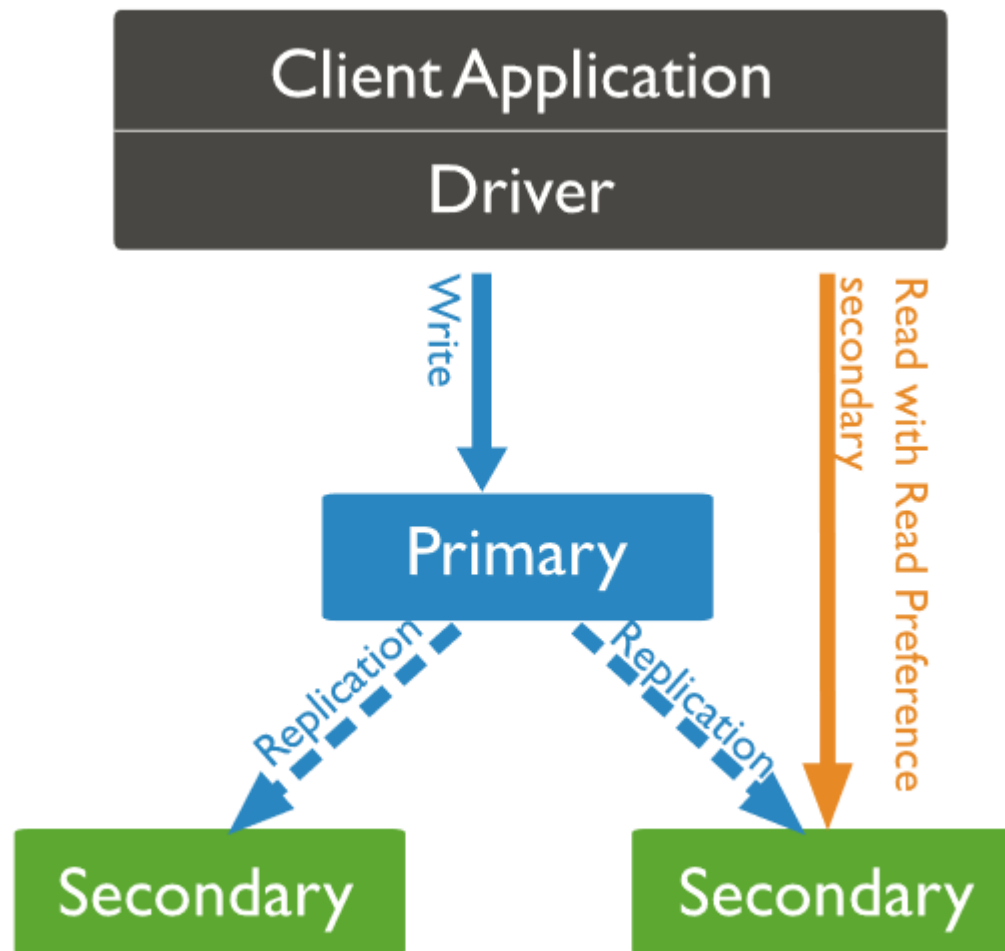 Client Application
Driver
Write
Read with Read Preference
secondary
Primary
Replication
Replication
Secondary
Secondary